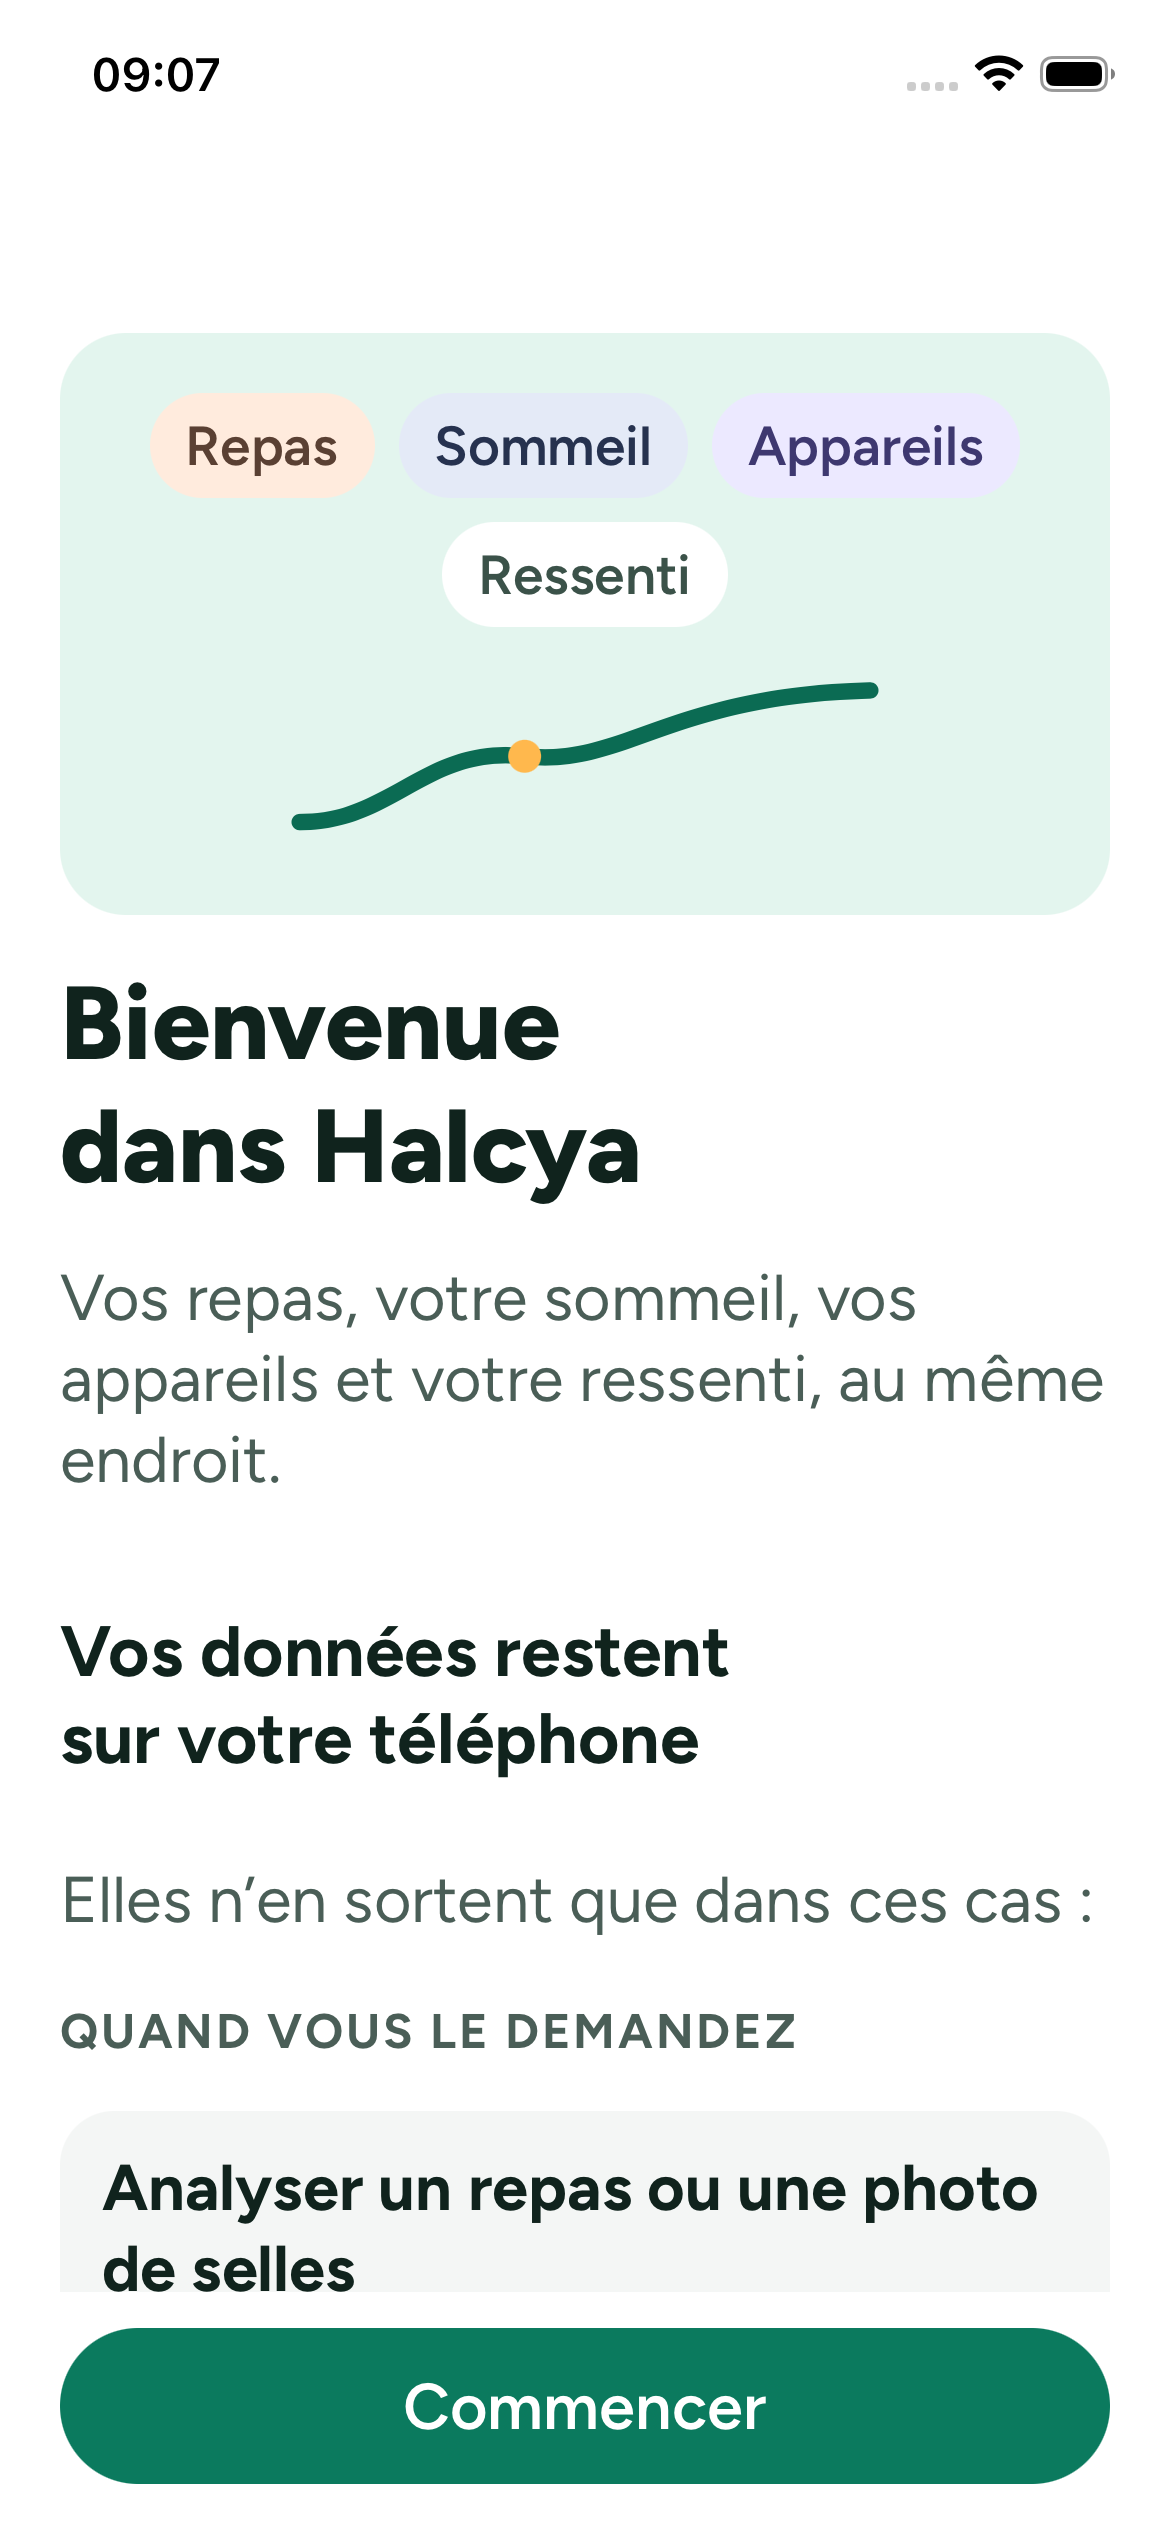 09:07
Repas
Sommeil
Appareils
Ressenti
Bienvenue
dans Halcya
Vos repas, votre sommeil, vos
appareils et votre ressenti, au même
endroit.
Vos données restent
sur votre téléphone
Elles n’en sortent que dans ces cas :
QUAND VOUS LE DEMANDEZ
Analyser un repas ou une photo
de selles
Commencer